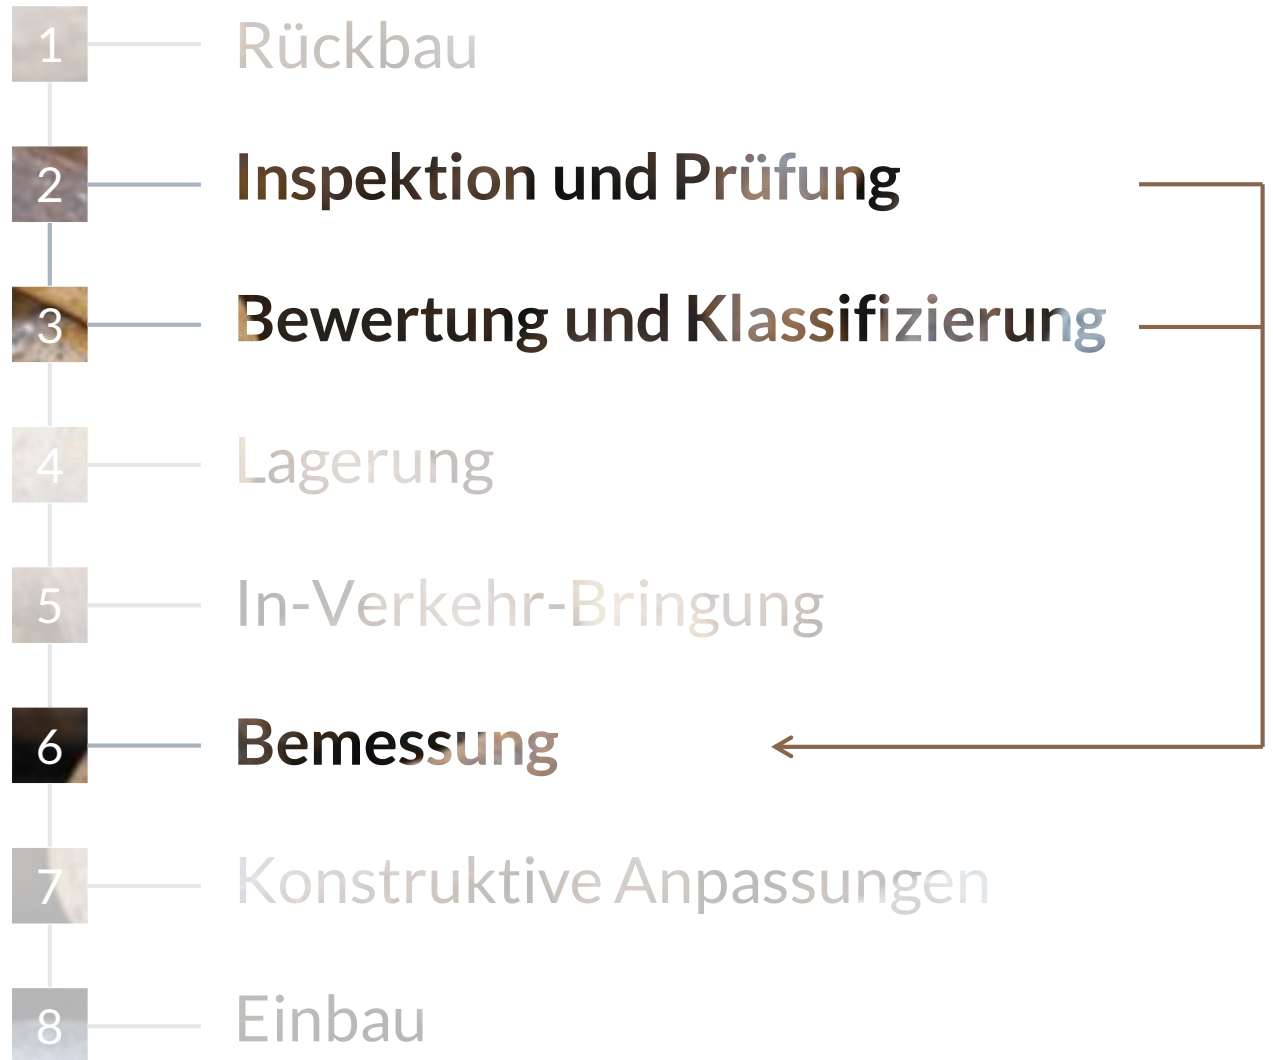 1 Rückbau
2 Inspektion und Prüfung
3 Bewertung und Klassifizierung
4 Lagerung
5 In-Verkehr-Bringung
6 Bemessung
7 Konstruktive Anpassungen
8 Einbau